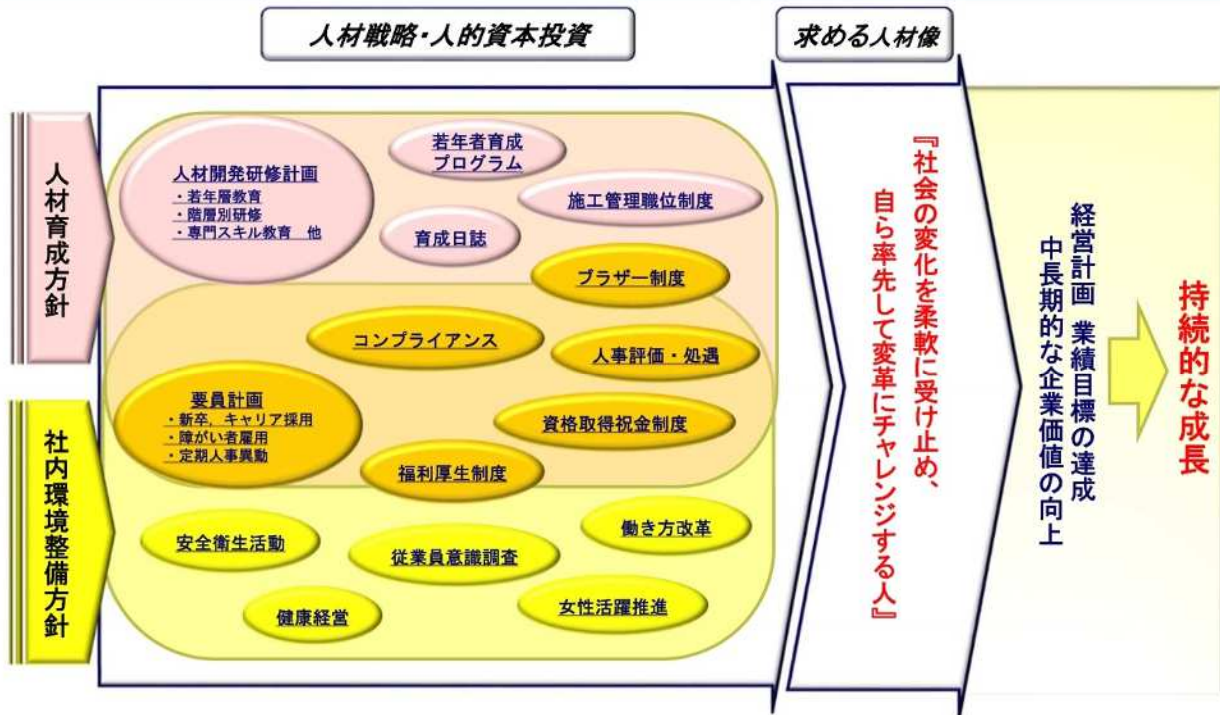 人材戦略・人的資本投資
求める人材像
人材育成方針
人材開発研修計画
・若年層教育
・階層別研修
・専門スキル教育　他
若年者育成
プログラム
施工管理職位制度
育成日誌
ブラザー制度
コンプライアンス
人事評価・処遇
要員計画
・新卒，キャリア採用
・障がい者雇用
・定期人事異動
資格取得祝金制度
福利厚生制度
社内環境整備方針
安全衛生活動
従業員意識調査
働き方改革
健康経営
女性活躍推進
『社会の変化を柔軟に受け止め、
自ら率先して変革にチャレンジする人』
経営計画 業績目標の達成
中長期的な企業価値の向上
持続的な成長